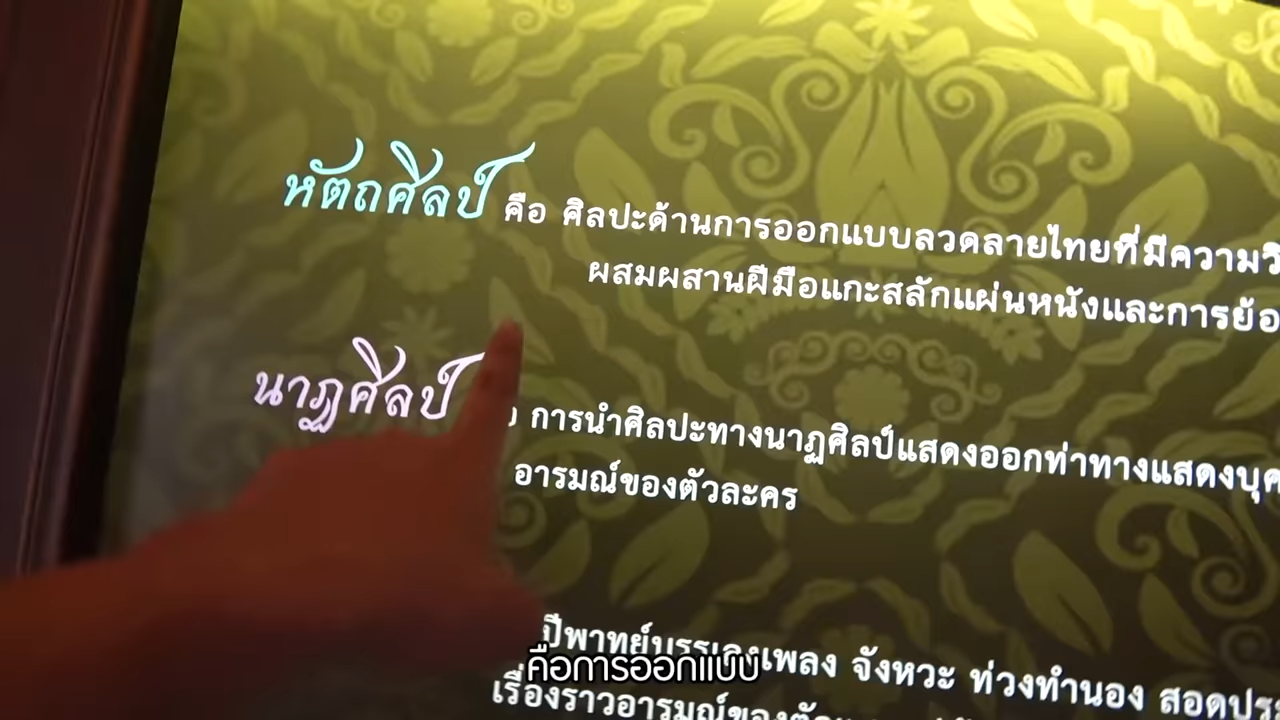 หัตถศิลป์ คือ ศิลปะด้านการออกแบบลวดลายไทยที่มีความวิ
ผสมผสานฝีมือแกะสลักแผ่นหนังและการย้อ
นาฏศิลป์ การนำศิลปะทางนาฏศิลป์แสดงออกท่าทางแสดงบุค
อารมณ์ของตัวละคร
ปี่พาทย์บรรเลงเพลง จังหวะ ท่วงทำนอง สอดประ
คือการออกแบบ
เรื่องราวอารมณ์ของตัวละคร